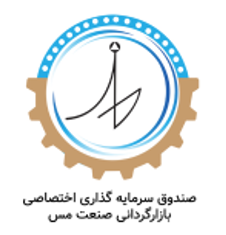 صندوق سرمایه گذاری اختصاصی
بازارگردانی صنعت مس